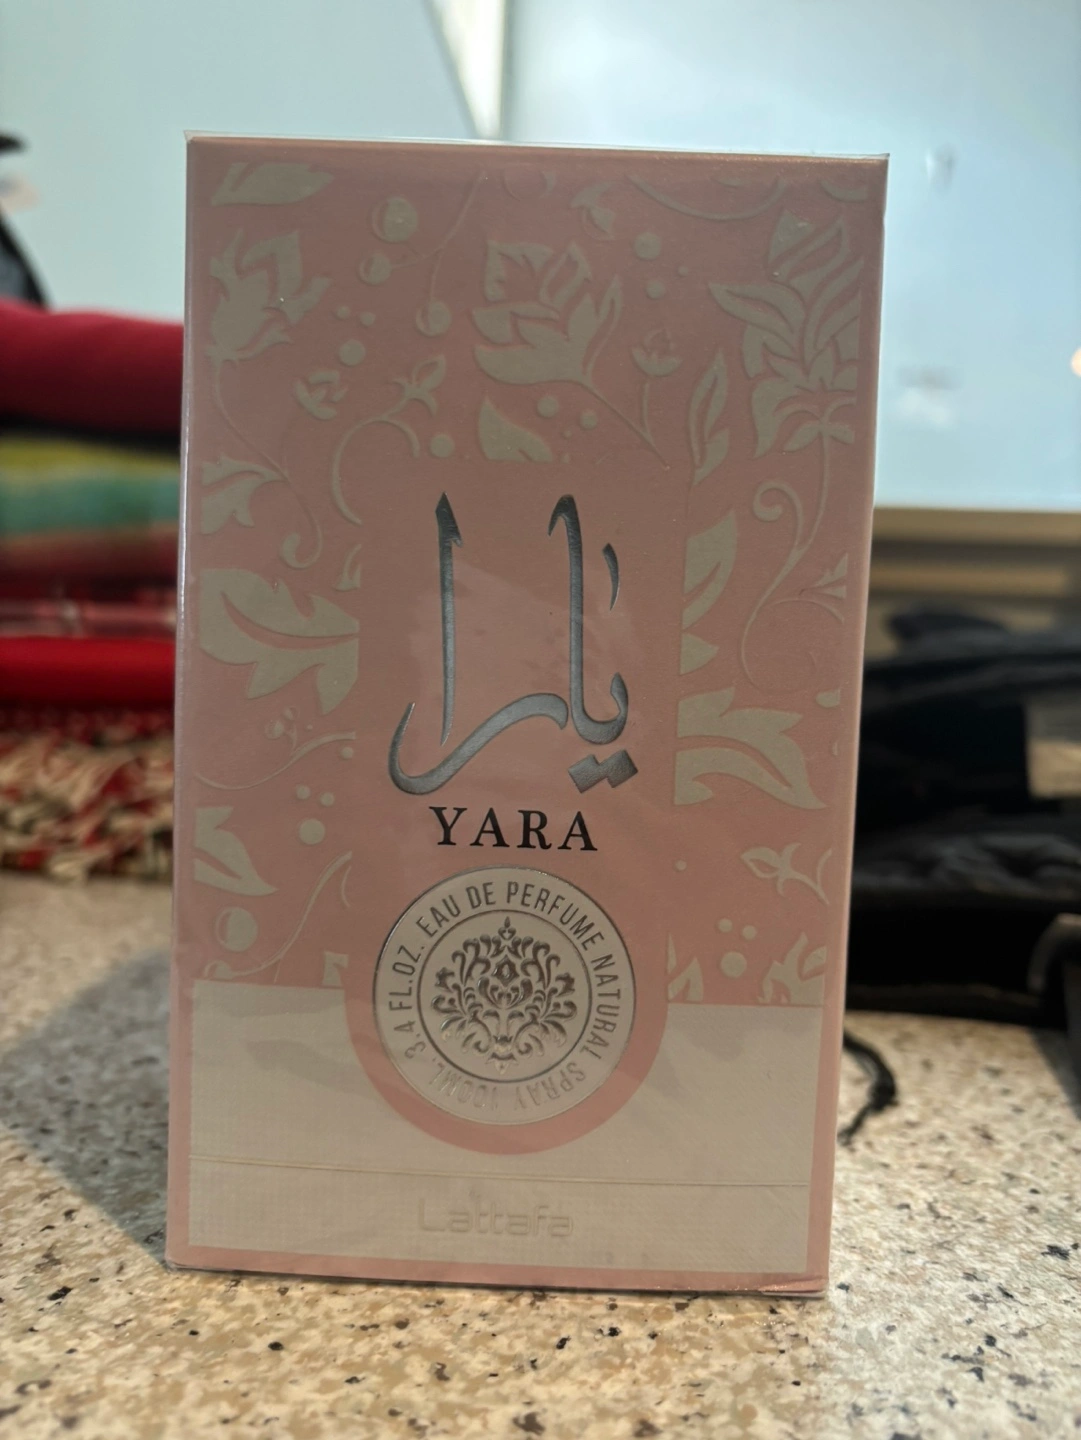 يارا
YARA
3.4 FL.OZ. EAU DE PERFUME NATURAL SPRAY 100ML.
Lattafa